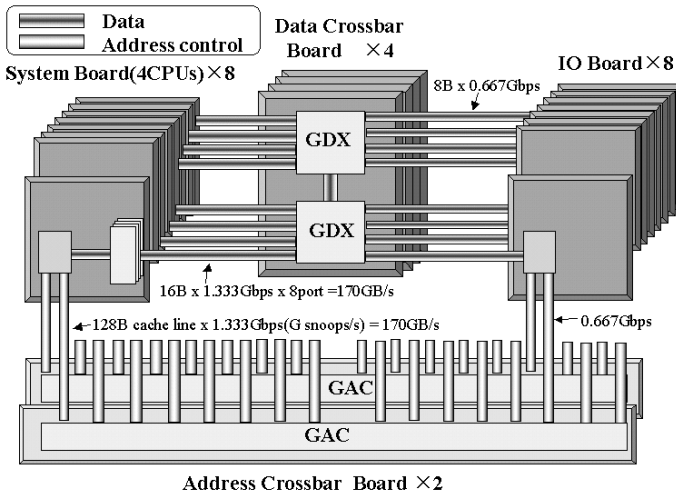 Data
Address control
System Board(4CPUs)×8
Data Crossbar
Board ×4
IO Board×8
8B x 0.667Gbps
GDX
GDX
16B x 1.333Gbps x 8port =170GB/s
128B cache line x 1.333Gbps(G snoops/s) = 170GB/s
0.667Gbps
GAC
GAC
Address Crossbar Board ×2